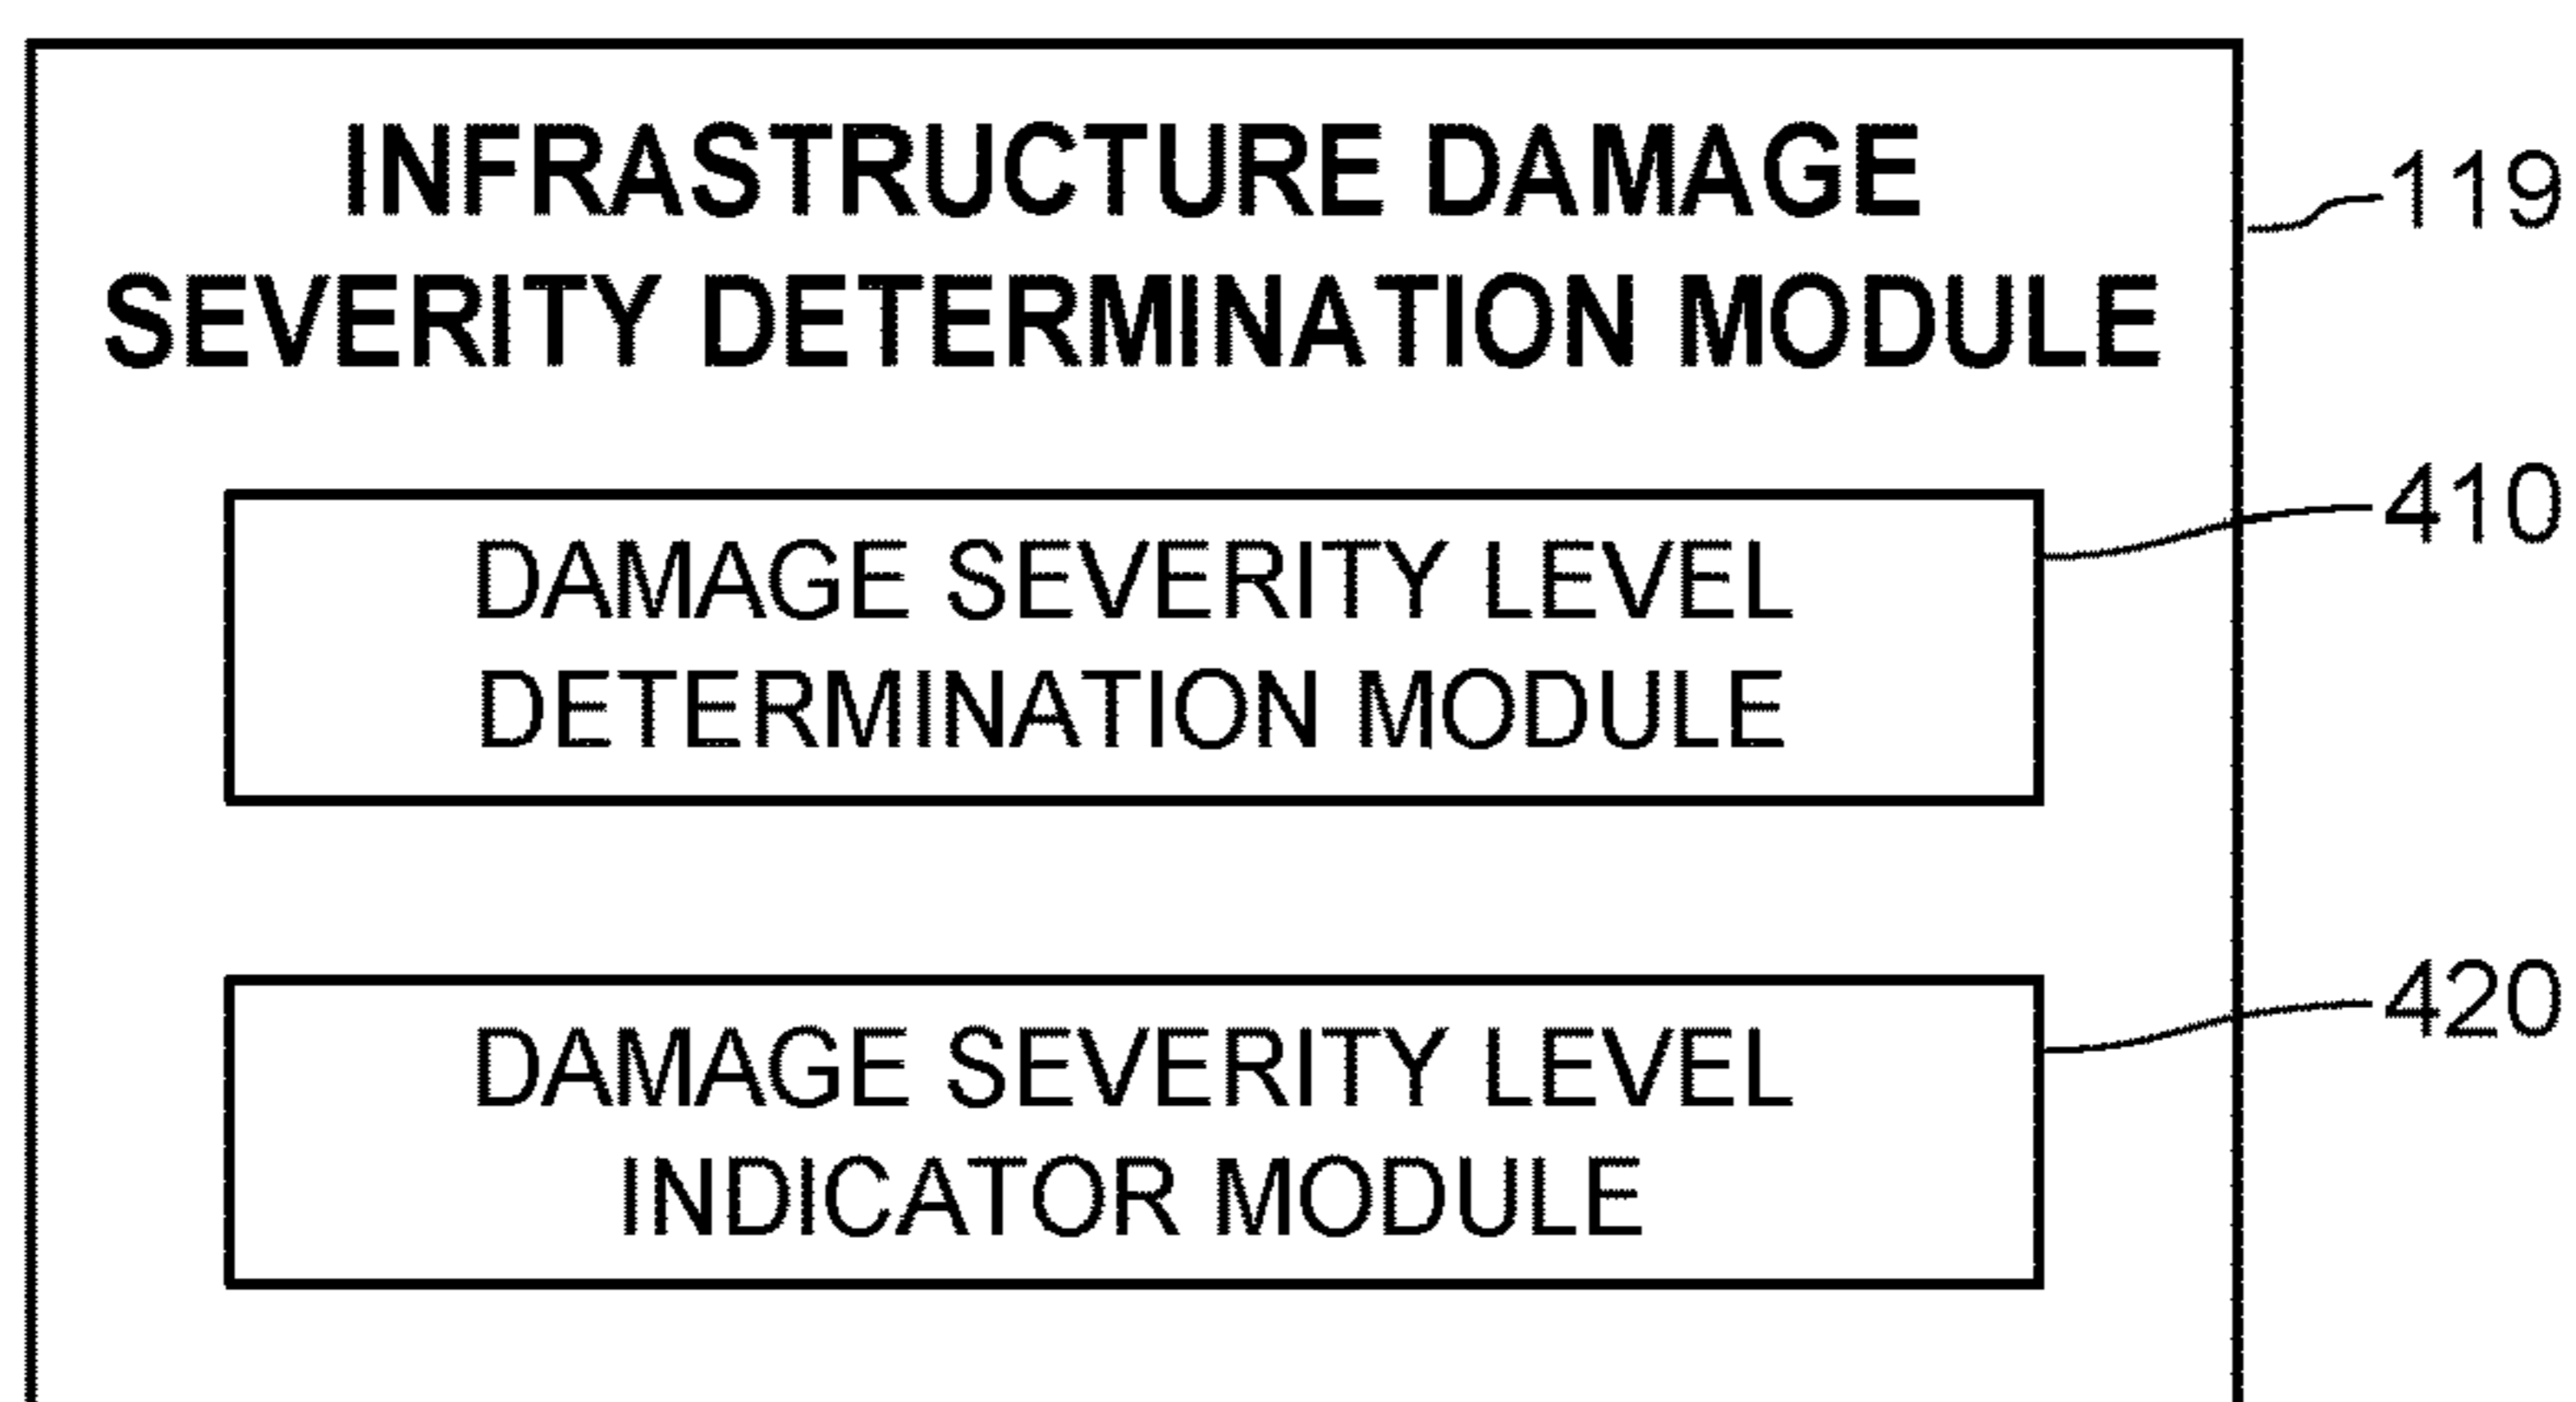 INFRASTRUCTURE DAMAGE
SEVERITY DETERMINATION MODULE
119
DAMAGE SEVERITY LEVEL
DETERMINATION MODULE
410
DAMAGE SEVERITY LEVEL
INDICATOR MODULE
420